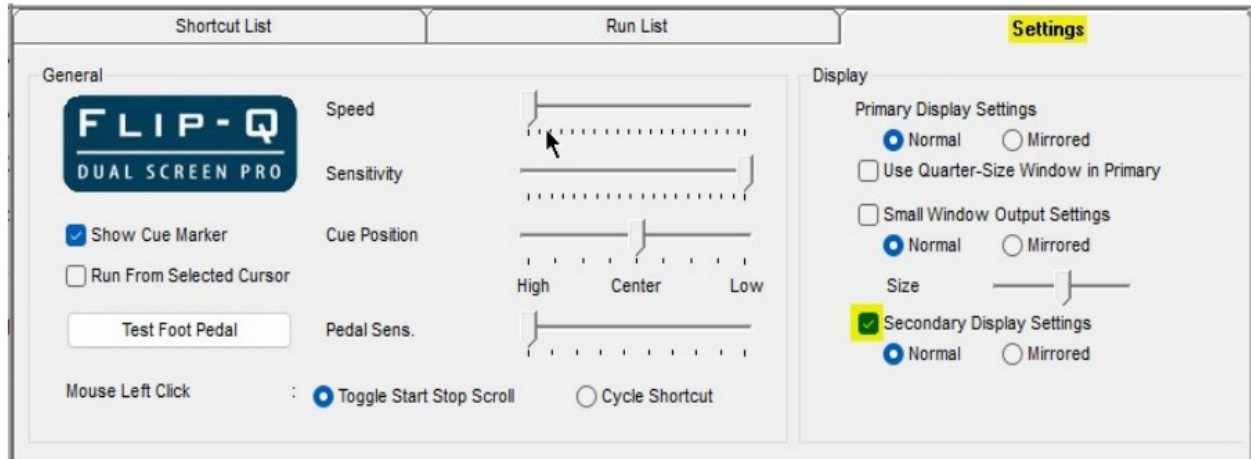 Shortcut List
Run List
Settings
General
FLIP-Q
DUAL SCREEN PRO
Speed
Sensitivity
Show Cue Marker
Cue Position
Run From Selected Cursor
High Center Low
Test Foot Pedal
Pedal Sens.
Mouse Left Click :
Toggle Start Stop Scroll
Cycle Shortcut
Display
Primary Display Settings
Normal Mirrored
Use Quarter-Size Window in Primary
Small Window Output Settings
Normal Mirrored
Size
Secondary Display Settings
Normal Mirrored